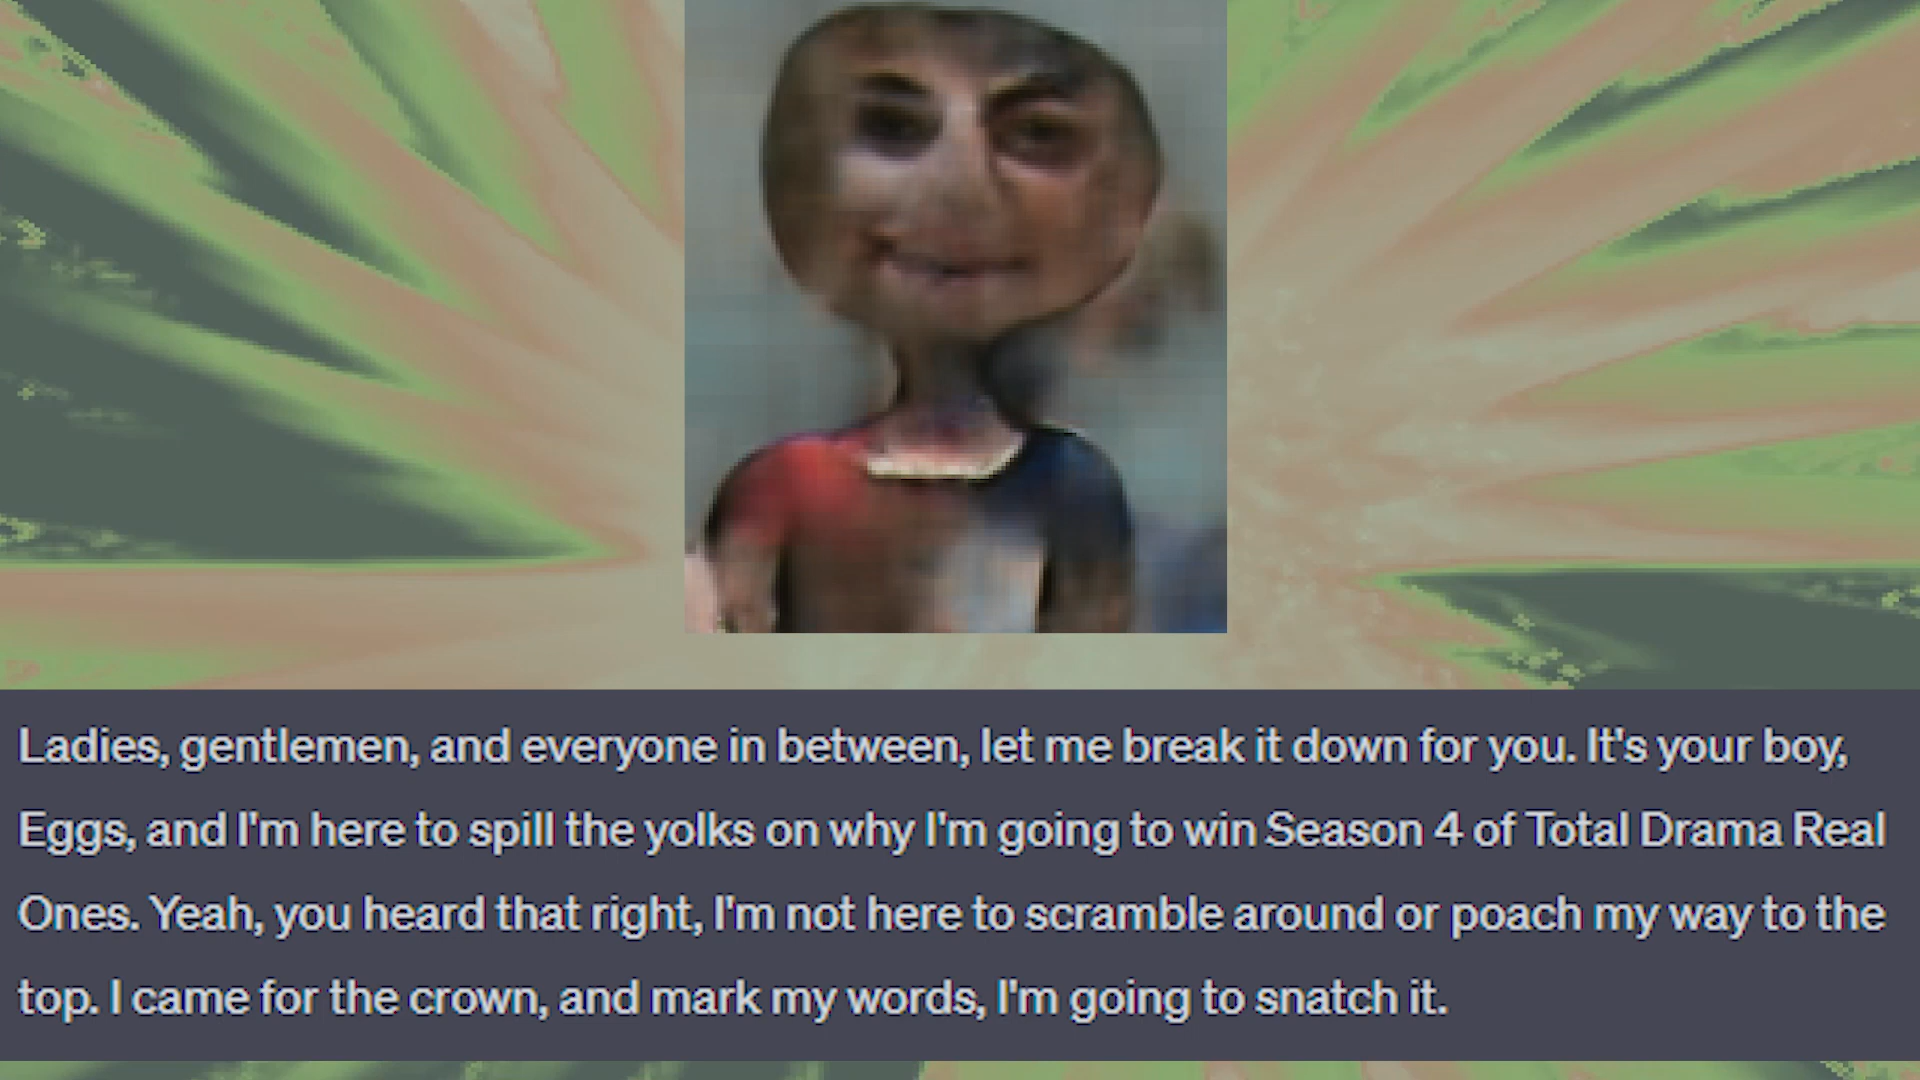 Ladies, gentlemen, and everyone in between, let me break it down for you. It's your boy,
Eggs, and I'm here to spill the yolks on why I'm going to win Season 4 of Total Drama Real
Ones. Yeah, you heard that right, I'm not here to scramble around or poach my way to the
top. I came for the crown, and mark my words, I'm going to snatch it.